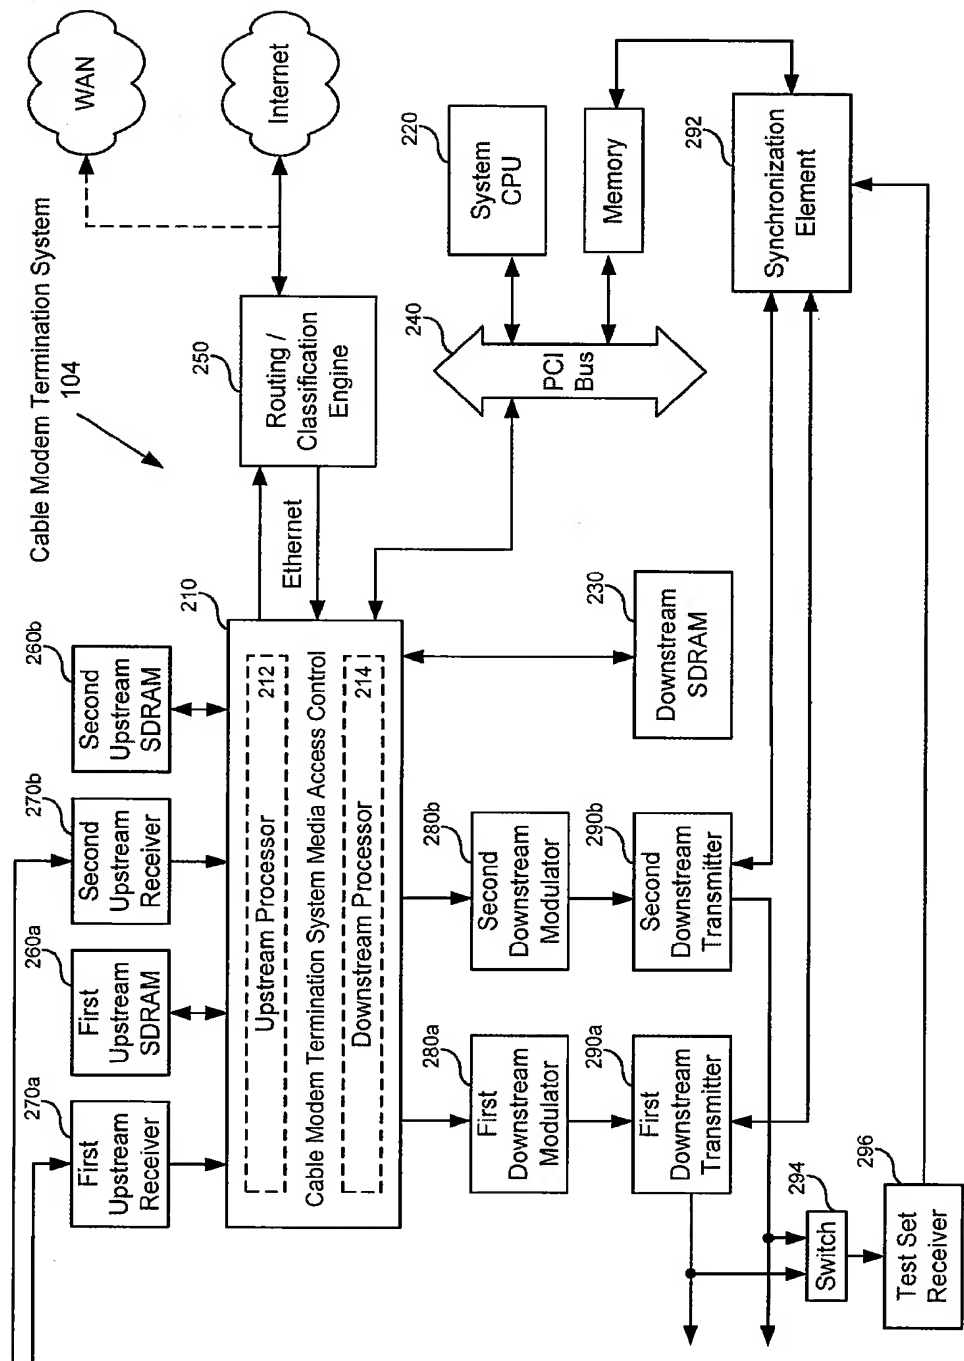 Cable Modem Termination System
104
WAN
Internet
250
Routing /
Classification
Engine
Ethernet
220
System
CPU
Memory
240
PCI
Bus
292
Synchronization
Element
210
212
Upstream Processor
Cable Modem Termination System Media Access Control
214
Downstream Processor
270a
First
Upstream
Receiver
260a
First
Upstream
SDRAM
270b
Second
Upstream
Receiver
260b
Second
Upstream
SDRAM
230
Downstream
SDRAM
280a
First
Downstream
Modulator
280b
Second
Downstream
Modulator
290a
First
Downstream
Transmitter
290b
Second
Downstream
Transmitter
294
Switch
296
Test Set
Receiver